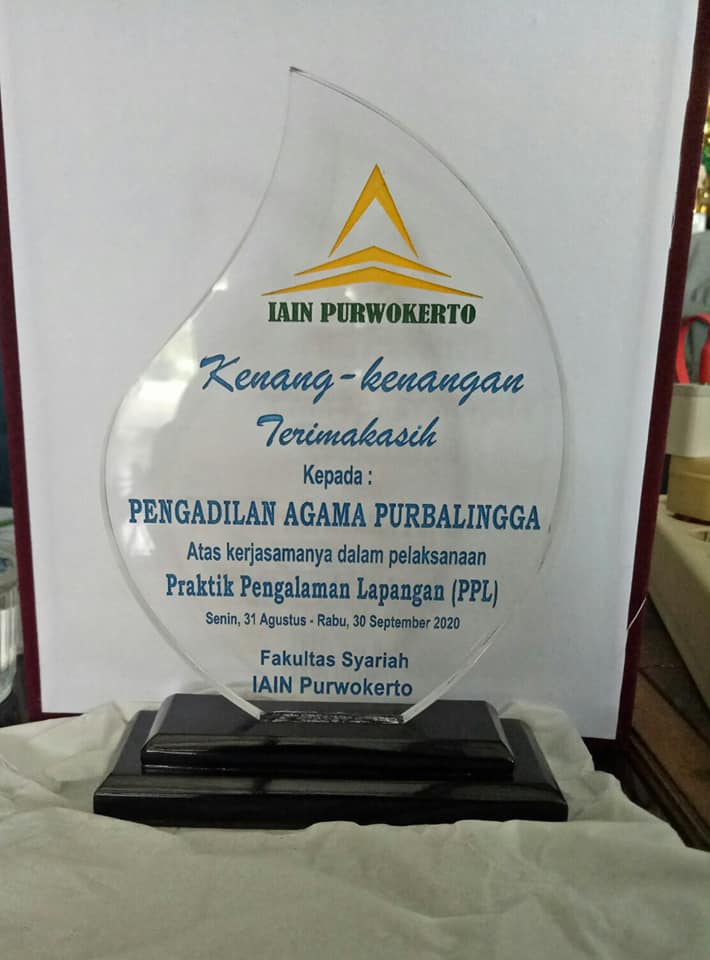 IAIN PURWOKERTO
Kenang-kenangan
Terimakasih
Kepada :
PENGADILAN AGAMA PURBALINGGA
Atas kerjasamanya dalam pelaksanaan
Praktik Pengalaman Lapangan (PPL)
Senin, 31 Agustus - Rabu, 30 September 2020
Fakultas Syariah
IAIN Purwokerto